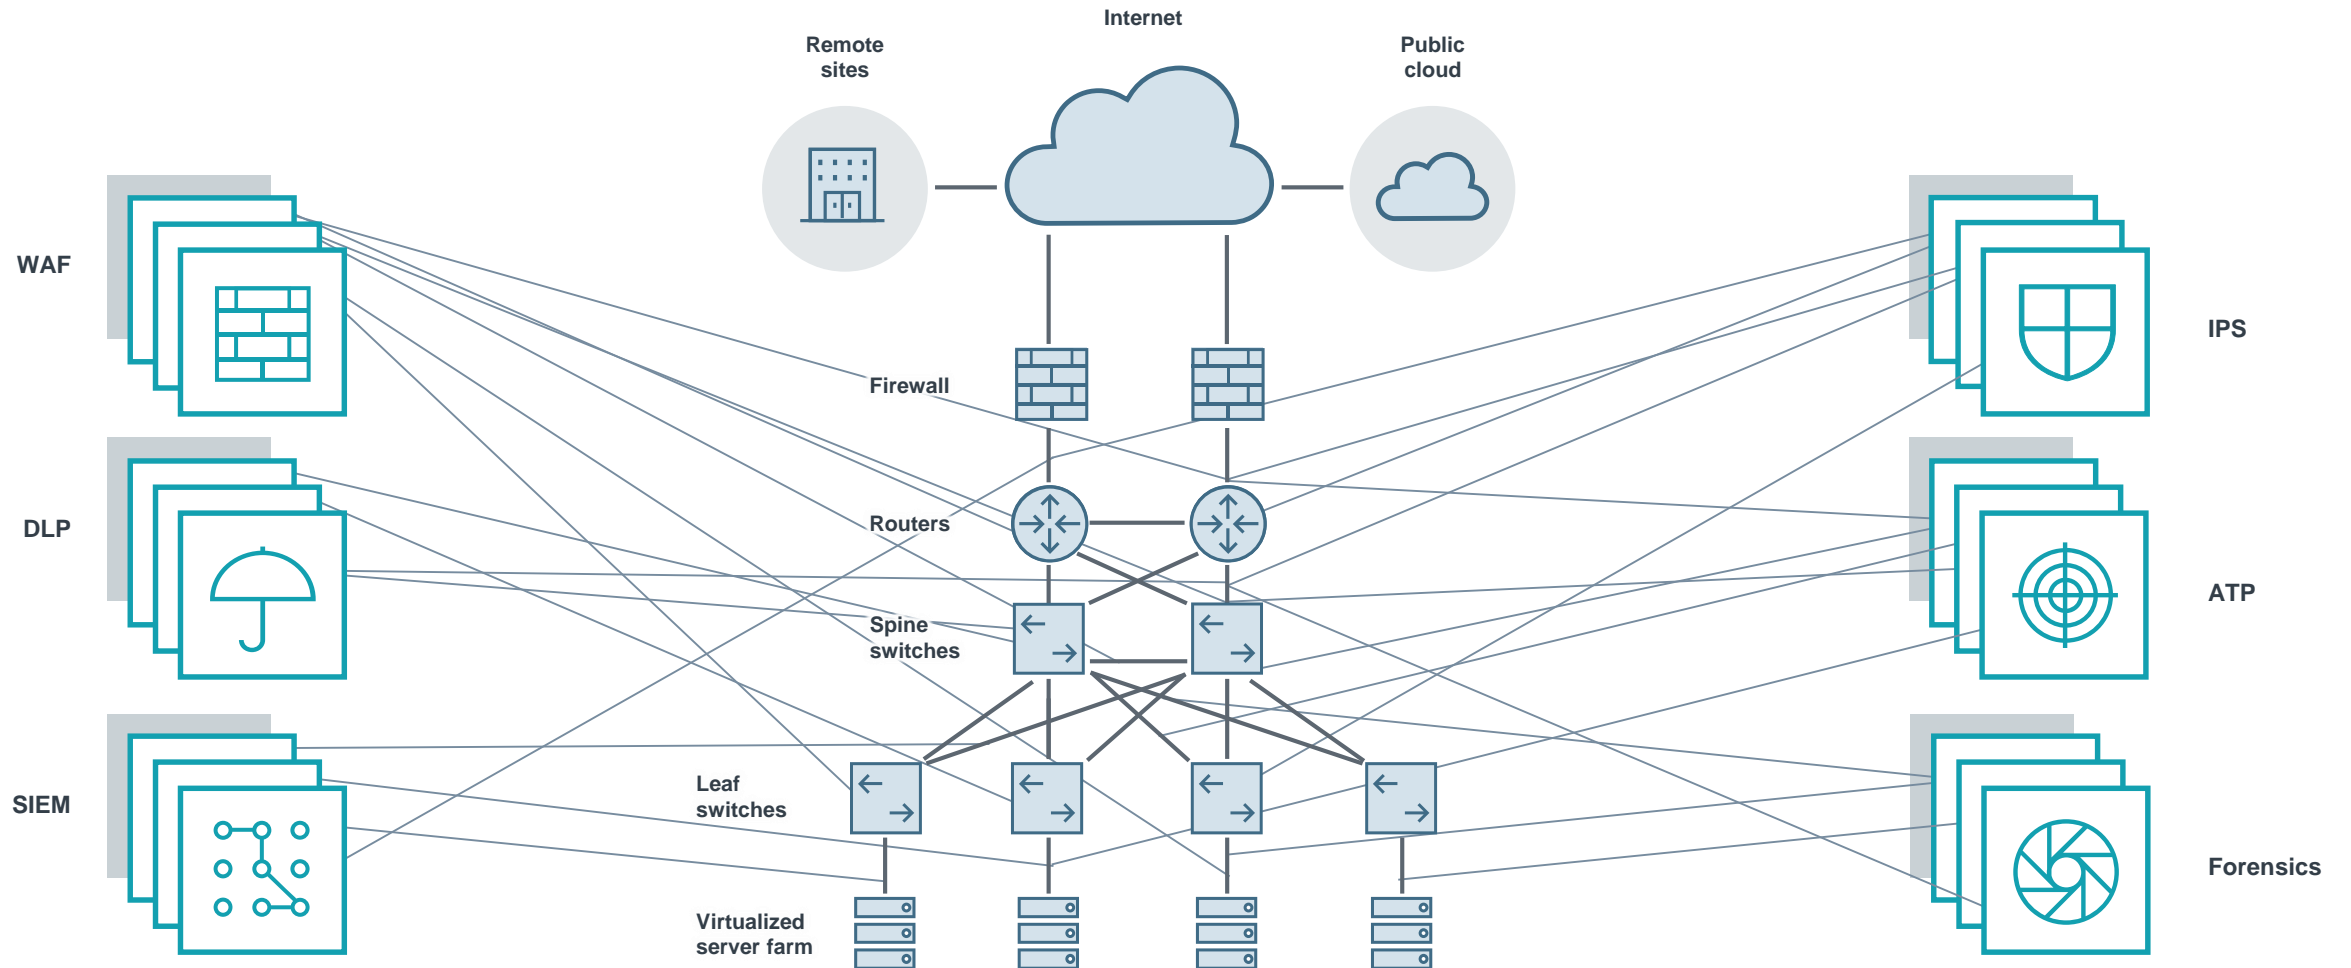 Internet
Remote
sites
Public
cloud
WAF
IPS
Firewall
DLP
Routers
ATP
Spine
switches
SIEM
Leaf
switches
Forensics
Virtualized
server farm